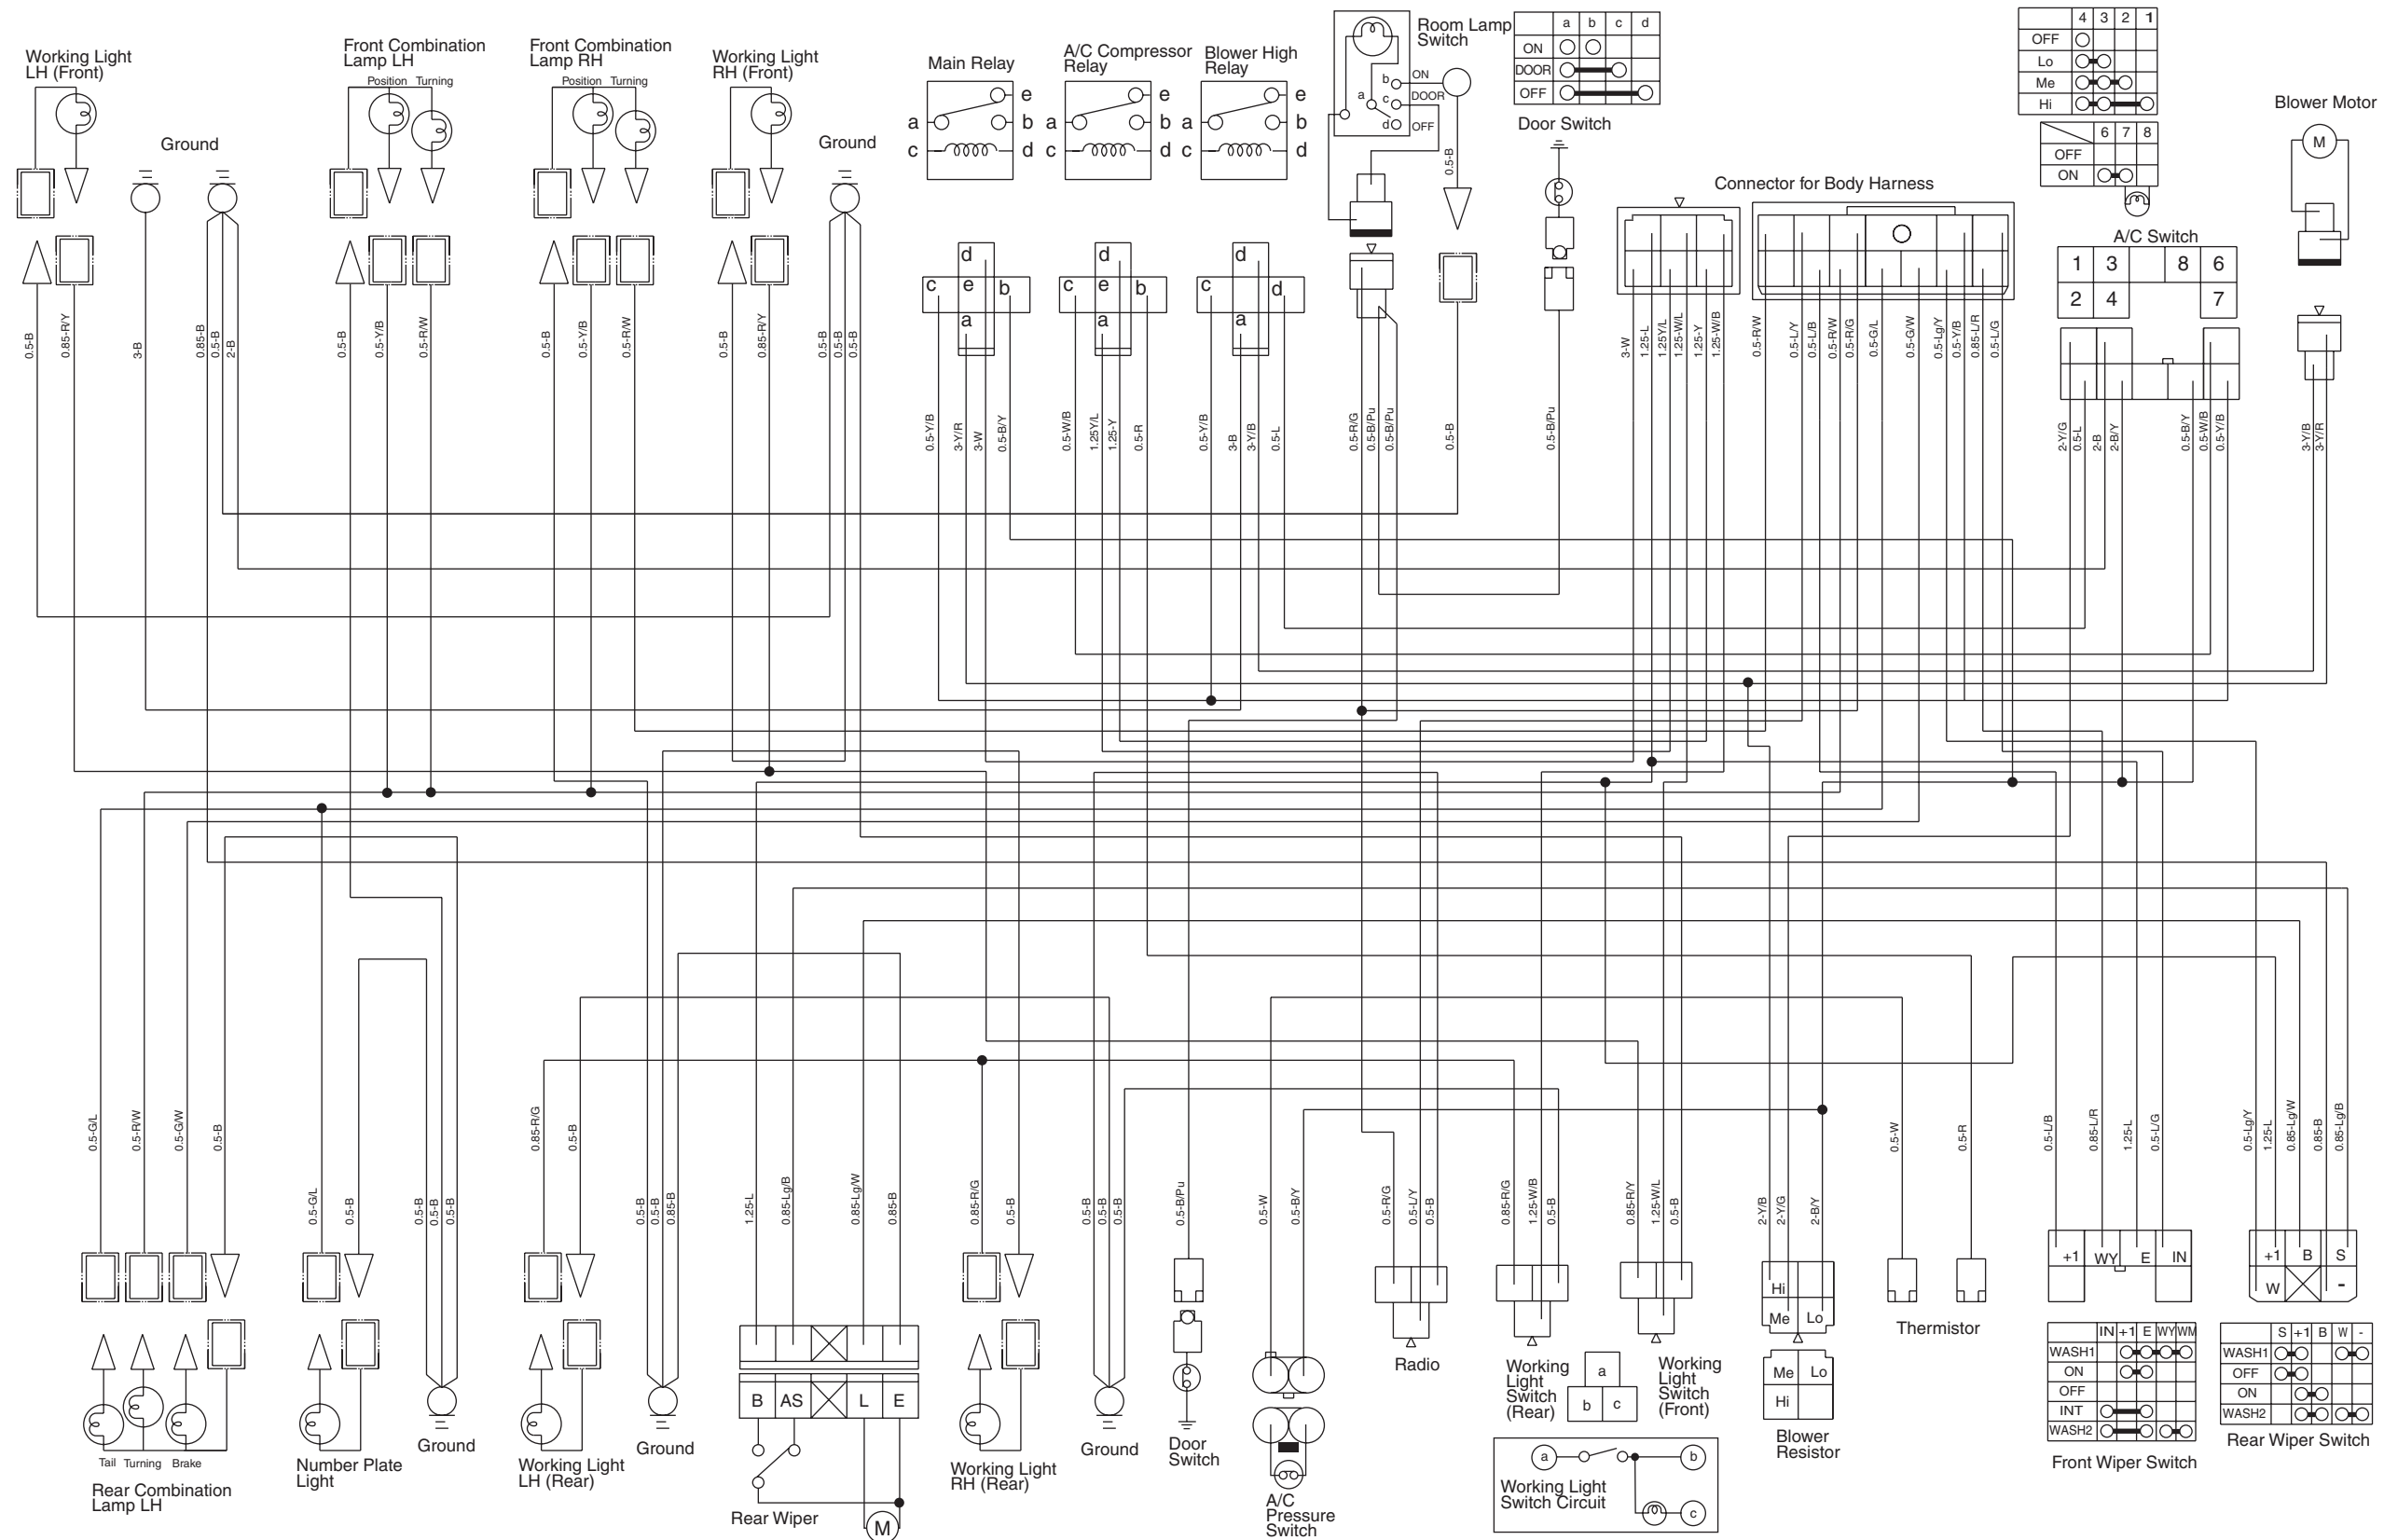 Working Light
LH (Front)
Ground
Front Combination
Lamp LH
Position Turning
Front Combination
Lamp RH
Position Turning
Working Light
RH (Front)
Ground
Main Relay
e
a b
c d
A/C Compressor
Relay
e
a b
c d
Blower High
Relay
e
a b
c d
Room Lamp
Switch
b ON
a c DOOR
d OFF
0.5-B
a b c d
ON
DOOR
OFF
Door Switch
Connector for Body Harness
4 3 2 1
OFF
Lo
Me
Hi
6 7 8
OFF
ON
A/C Switch
1 3 8 6
2 4 7
Blower Motor
M
d
c e b
a
d
c e b
a
d
c d
a
0.5-B
0.85-R/Y
3-B
0.85-B
0.5-B
2-B
0.5-B
0.5-Y/B
0.5-R/W
0.5-B
0.5-Y/B
0.5-R/W
0.5-B
0.85-R/Y
0.5-B
0.5-B
0.5-B
0.5-Y/B
3-Y/R
3-W
0.5-B/Y
0.5-W/B
1.25Y/L
1.25-Y
0.5-R
0.5-Y/B
3-B
3-Y/B
0.5-L
0.5-R/G
0.5-B/Pu
0.5-B/Pu
0.5-B
0.5-B/Pu
3-W
1.25-L
1.25Y/L
1.25-W/L
1.25-Y
1.25-W/B
0.5-R/W
0.5-L/Y
0.5-L/B
0.5-R/W
0.5-R/G
0.5-G/L
0.5-G/W
0.5-Lg/Y
0.5-Y/B
0.85-L/R
0.5-L/G
2-Y/G
0.5-L
2-B
2-B/Y
0.5-B/Y
0.5-W/B
0.5-Y/B
3-Y/B
3-Y/R
0.5-G/L
0.5-R/W
0.5-G/W
0.5-B
0.5-G/L
0.5-B
0.5-B
0.5-B
0.5-B
0.85-R/G
0.5-B
0.5-B
0.5-B
0.85-B
1.25-L
0.85-Lg/B
0.85-Lg/W
0.85-B
0.85-R/G
0.5-B
0.5-B
0.5-B
0.5-B
0.5-B/Pu
0.5-W
0.5-B/Y
0.5-R/G
0.5-L/Y
0.5-B
0.85-R/G
1.25-W/B
0.5-B
0.85-R/Y
1.25-W/L
0.5-B
2-Y/B
2-Y/G
2-B/Y
0.5-W
0.5-R
0.5-L/B
0.85-L/R
1.25-L
0.5-L/G
0.5-Lg/Y
1.25-L
0.85-Lg/W
0.85-B
0.85-Lg/B
Tail Turning Brake
Rear Combination
Lamp LH
Number Plate
Light
Ground
Working Light
LH (Rear)
Ground
B AS L E
M
Rear Wiper
Working Light
RH (Rear)
Ground
Door
Switch
A/C
Pressure
Switch
Radio
Working
Light
Switch
(Rear)
a
b c
Working
Light
Switch
(Front)
a b
c
Working Light
Switch Circuit
Hi
Me Lo
Me Lo
Hi
Blower
Resistor
Thermistor
+1 WY E IN
IN +1 E WY WM
WASH1
ON
OFF
INT
WASH2
Front Wiper Switch
+1 B S
W -
S +1 B W -
WASH1
OFF
ON
WASH2
Rear Wiper Switch